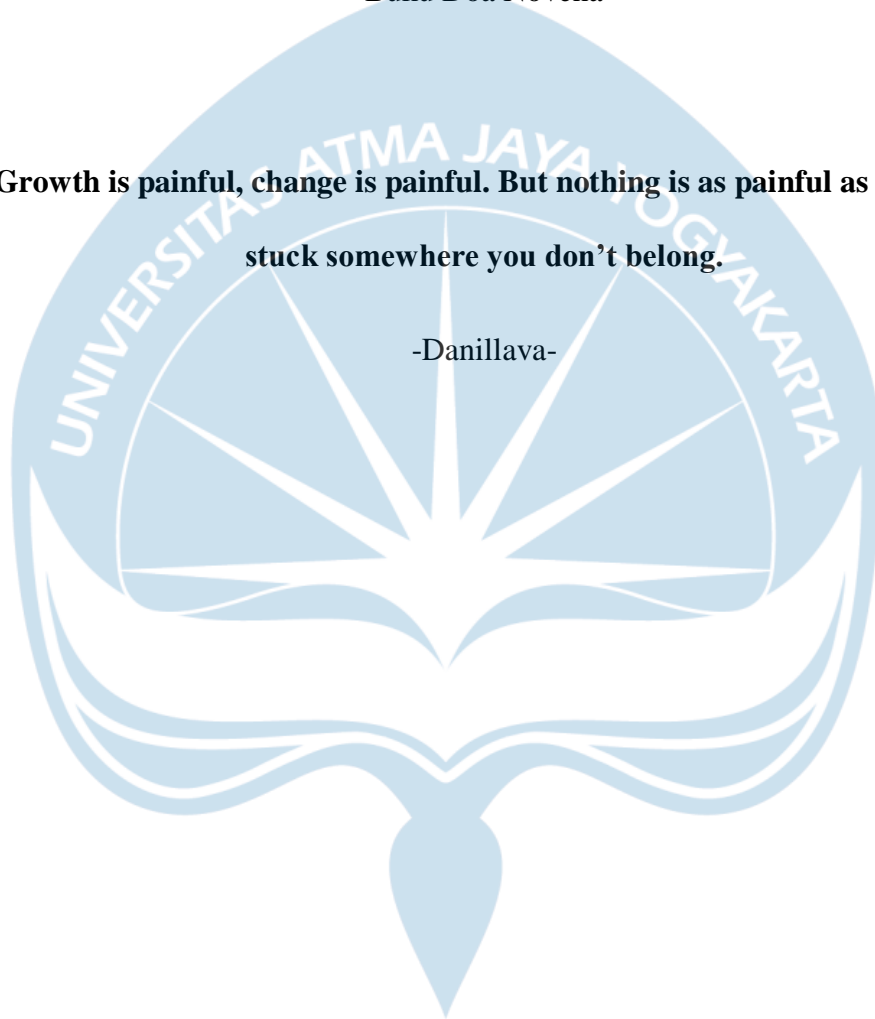 Growth is painful, change is painful. But nothing is as painful as
stuck somewhere you don’t belong.
-Danillava-
UNIVERSITAS ATMA JAYA YOGYAKARTA